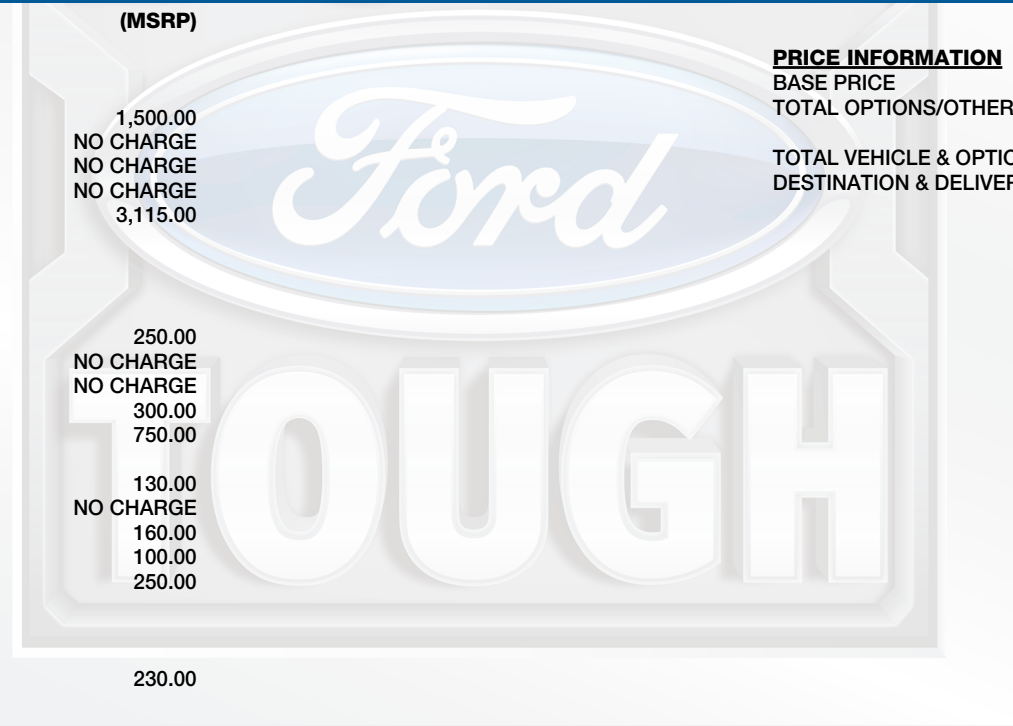 (MSRP)
1,500.00
NO CHARGE
NO CHARGE
NO CHARGE
3,115.00
250.00
NO CHARGE
NO CHARGE
300.00
750.00
130.00
NO CHARGE
160.00
100.00
250.00
230.00
PRICE INFORMATION
BASE PRICE
TOTAL OPTIONS/OTHER
TOTAL VEHICLE & OPTIO
DESTINATION & DELIVER
Ford
TOUGH